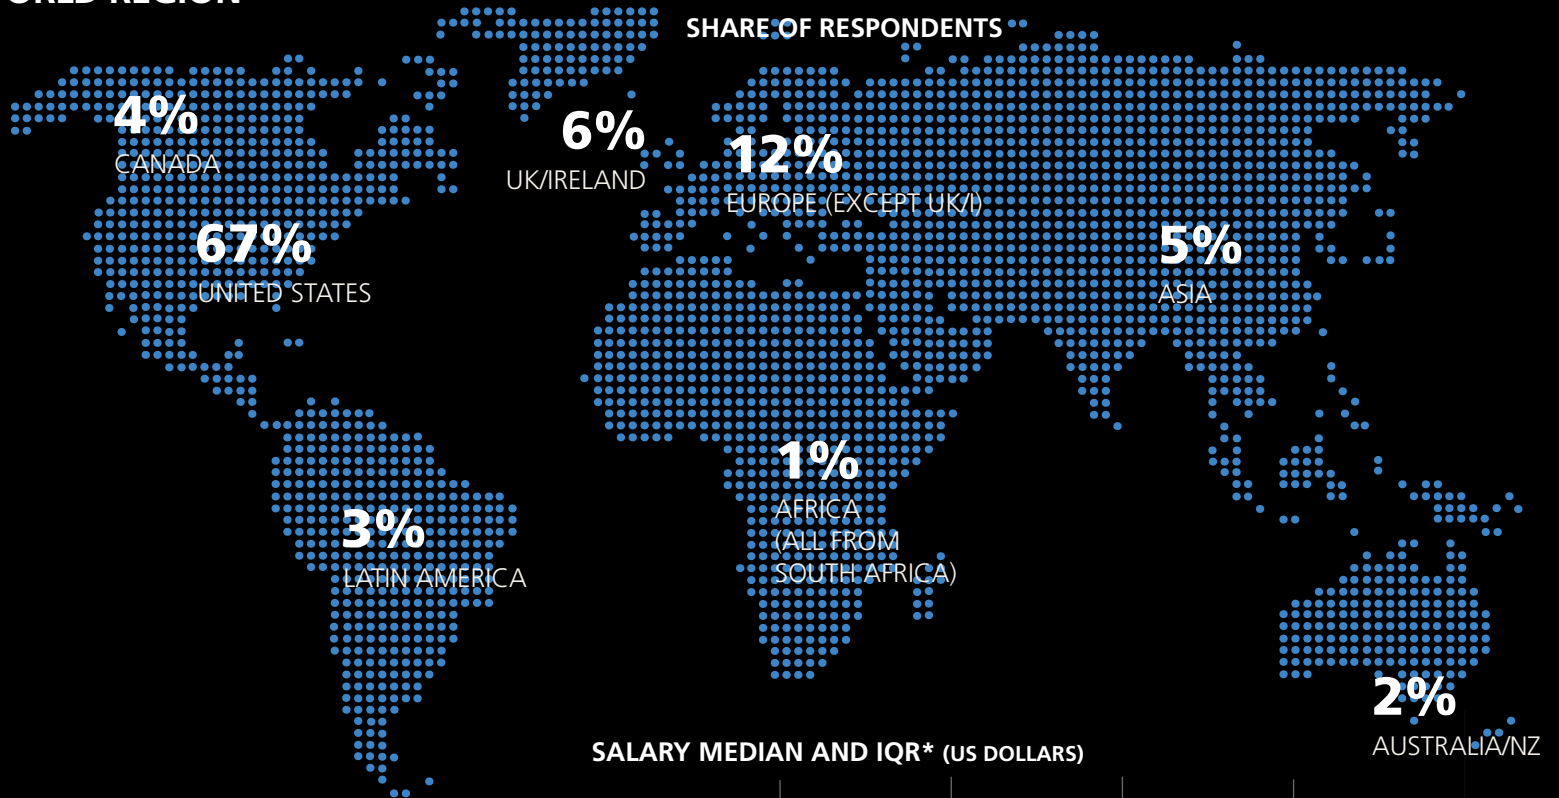 REGION
SHARE OF RESPONDENTS
4%
CANADA
6%
UK/IRELAND
12%
EUROPE (EXCEPT UK/I)
67%
UNITED STATES
5%
ASIA
1%
AFRICA
(ALL FROM
SOUTH AFRICA)
3%
LATIN AMERICA
2%
AUSTRALIA/NZ
SALARY MEDIAN AND IQR* (US DOLLARS)